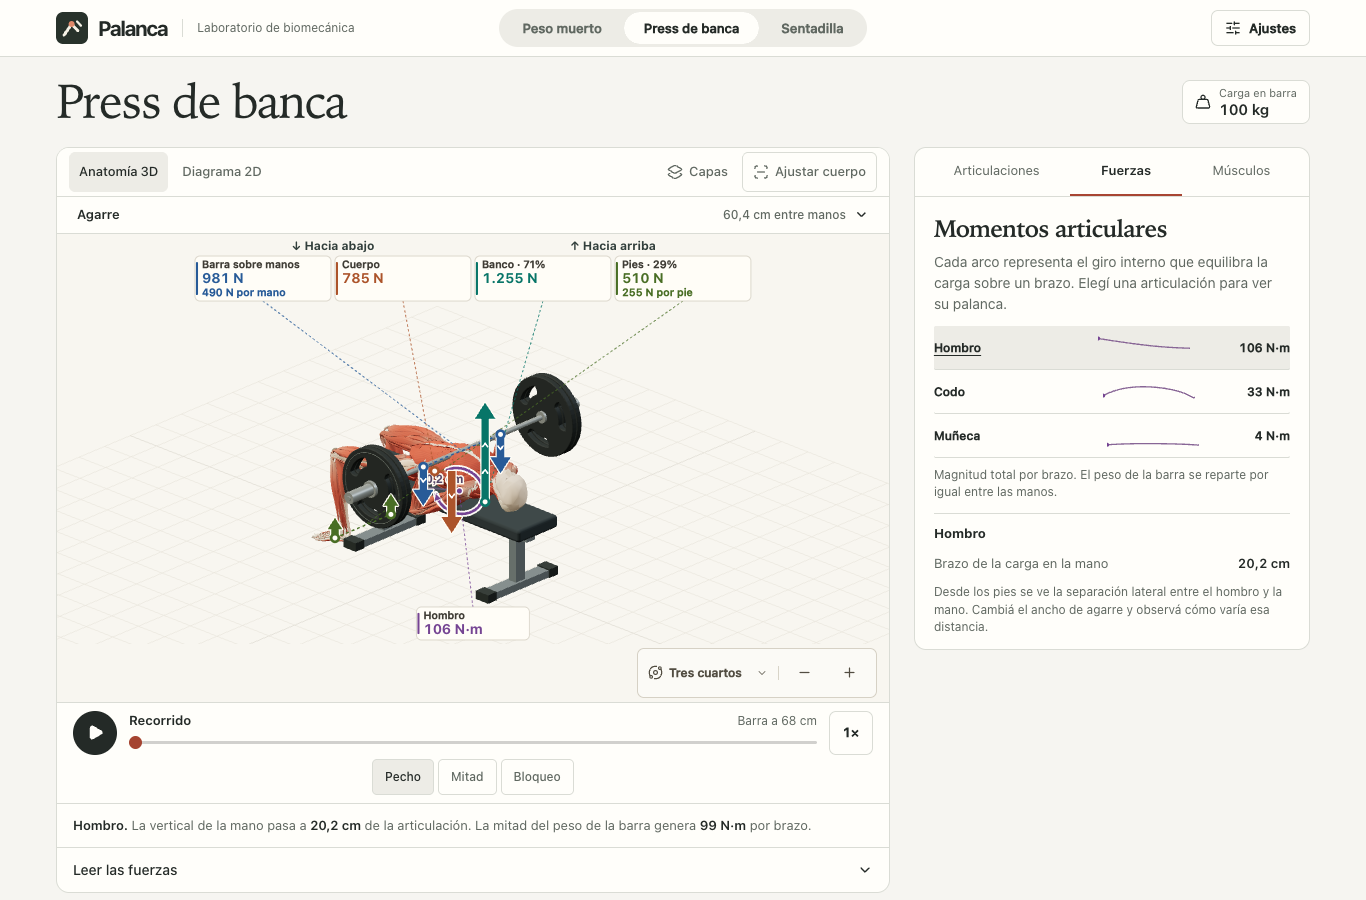 Palanca
Laboratorio de biomecánica
Peso muerto
Press de banca
Sentadilla
Ajustes
Press de banca
Carga en barra
100 kg
Anatomía 3D
Diagrama 2D
Capas
Ajustar cuerpo
Agarre
60,4 cm entre manos
↓ Hacia abajo
↑ Hacia arriba
Barra sobre manos
981 N
490 N por mano
Cuerpo
785 N
Banco · 71%
1.255 N
Pies · 29%
510 N
255 N por pie
Hombro
106 N·m
Tres cuartos
Recorrido
Barra a 68 cm
1×
Pecho
Mitad
Bloqueo
Hombro. La vertical de la mano pasa a 20,2 cm de la articulación. La mitad del peso de la barra genera 99 N·m por brazo.
Leer las fuerzas
Articulaciones
Fuerzas
Músculos
Momentos articulares
Cada arco representa el giro interno que equilibra la
carga sobre un brazo. Elegí una articulación para ver
su palanca.
Hombro
106 N·m
Codo
33 N·m
Muñeca
4 N·m
Magnitud total por brazo. El peso de la barra se reparte por
igual entre las manos.
Hombro
Brazo de la carga en la mano
20,2 cm
Desde los pies se ve la separación lateral entre el hombro y la
mano. Cambiá el ancho de agarre y observá cómo varía esa
distancia.